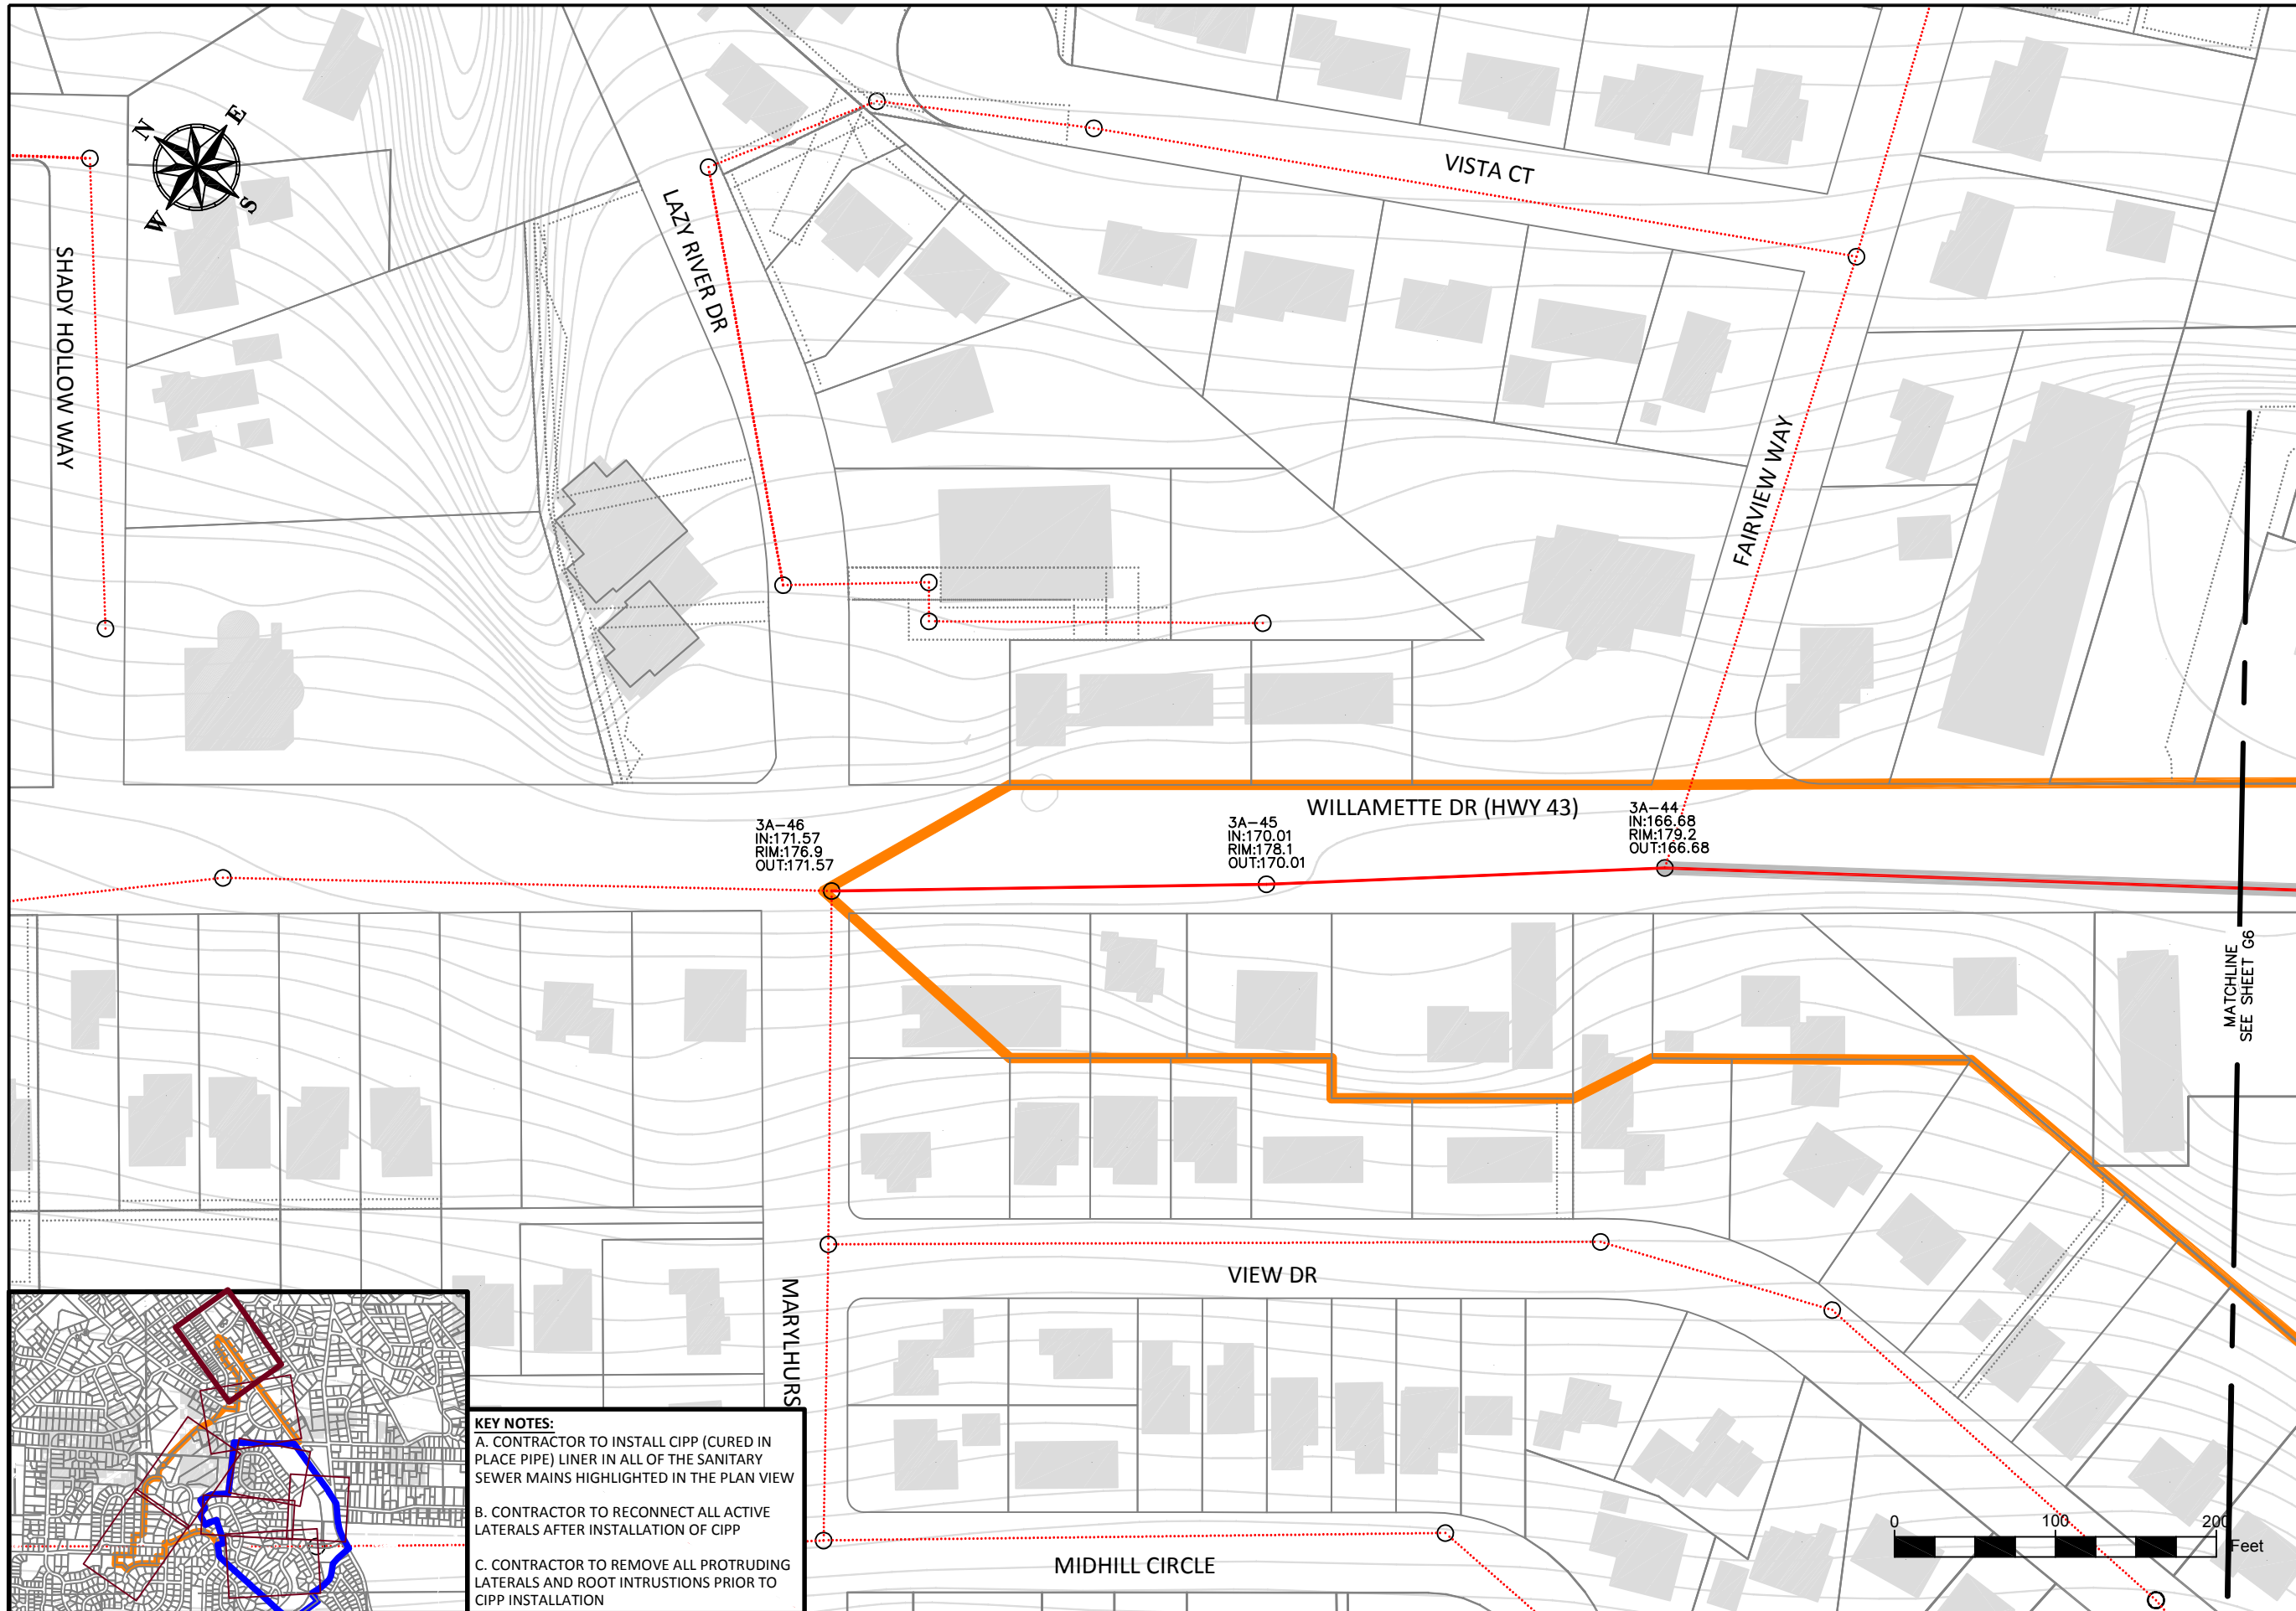 N
E
W
S
SHADY HOLLOW WAY
LAZY RIVER DR
VISTA CT
FAIRVIEW WAY
WILLAMETTE DR (HWY 43)
3A-46
IN:171.57
RIM:176.9
OUT:171.57
3A-45
IN:170.01
RIM:178.1
OUT:170.01
3A-44
IN:166.68
RIM:179.2
OUT:166.68
MATCHLINE
SEE SHEET G6
VIEW DR
MARYLHURS
MIDHILL CIRCLE
KEY NOTES:
A. CONTRACTOR TO INSTALL CIPP (CURED IN
PLACE PIPE) LINER IN ALL OF THE SANITARY
SEWER MAINS HIGHLIGHTED IN THE PLAN VIEW
B. CONTRACTOR TO RECONNECT ALL ACTIVE
LATERALS AFTER INSTALLATION OF CIPP
C. CONTRACTOR TO REMOVE ALL PROTRUDING
LATERALS AND ROOT INTRUSTIONS PRIOR TO
CIPP INSTALLATION
0 100 200
Feet